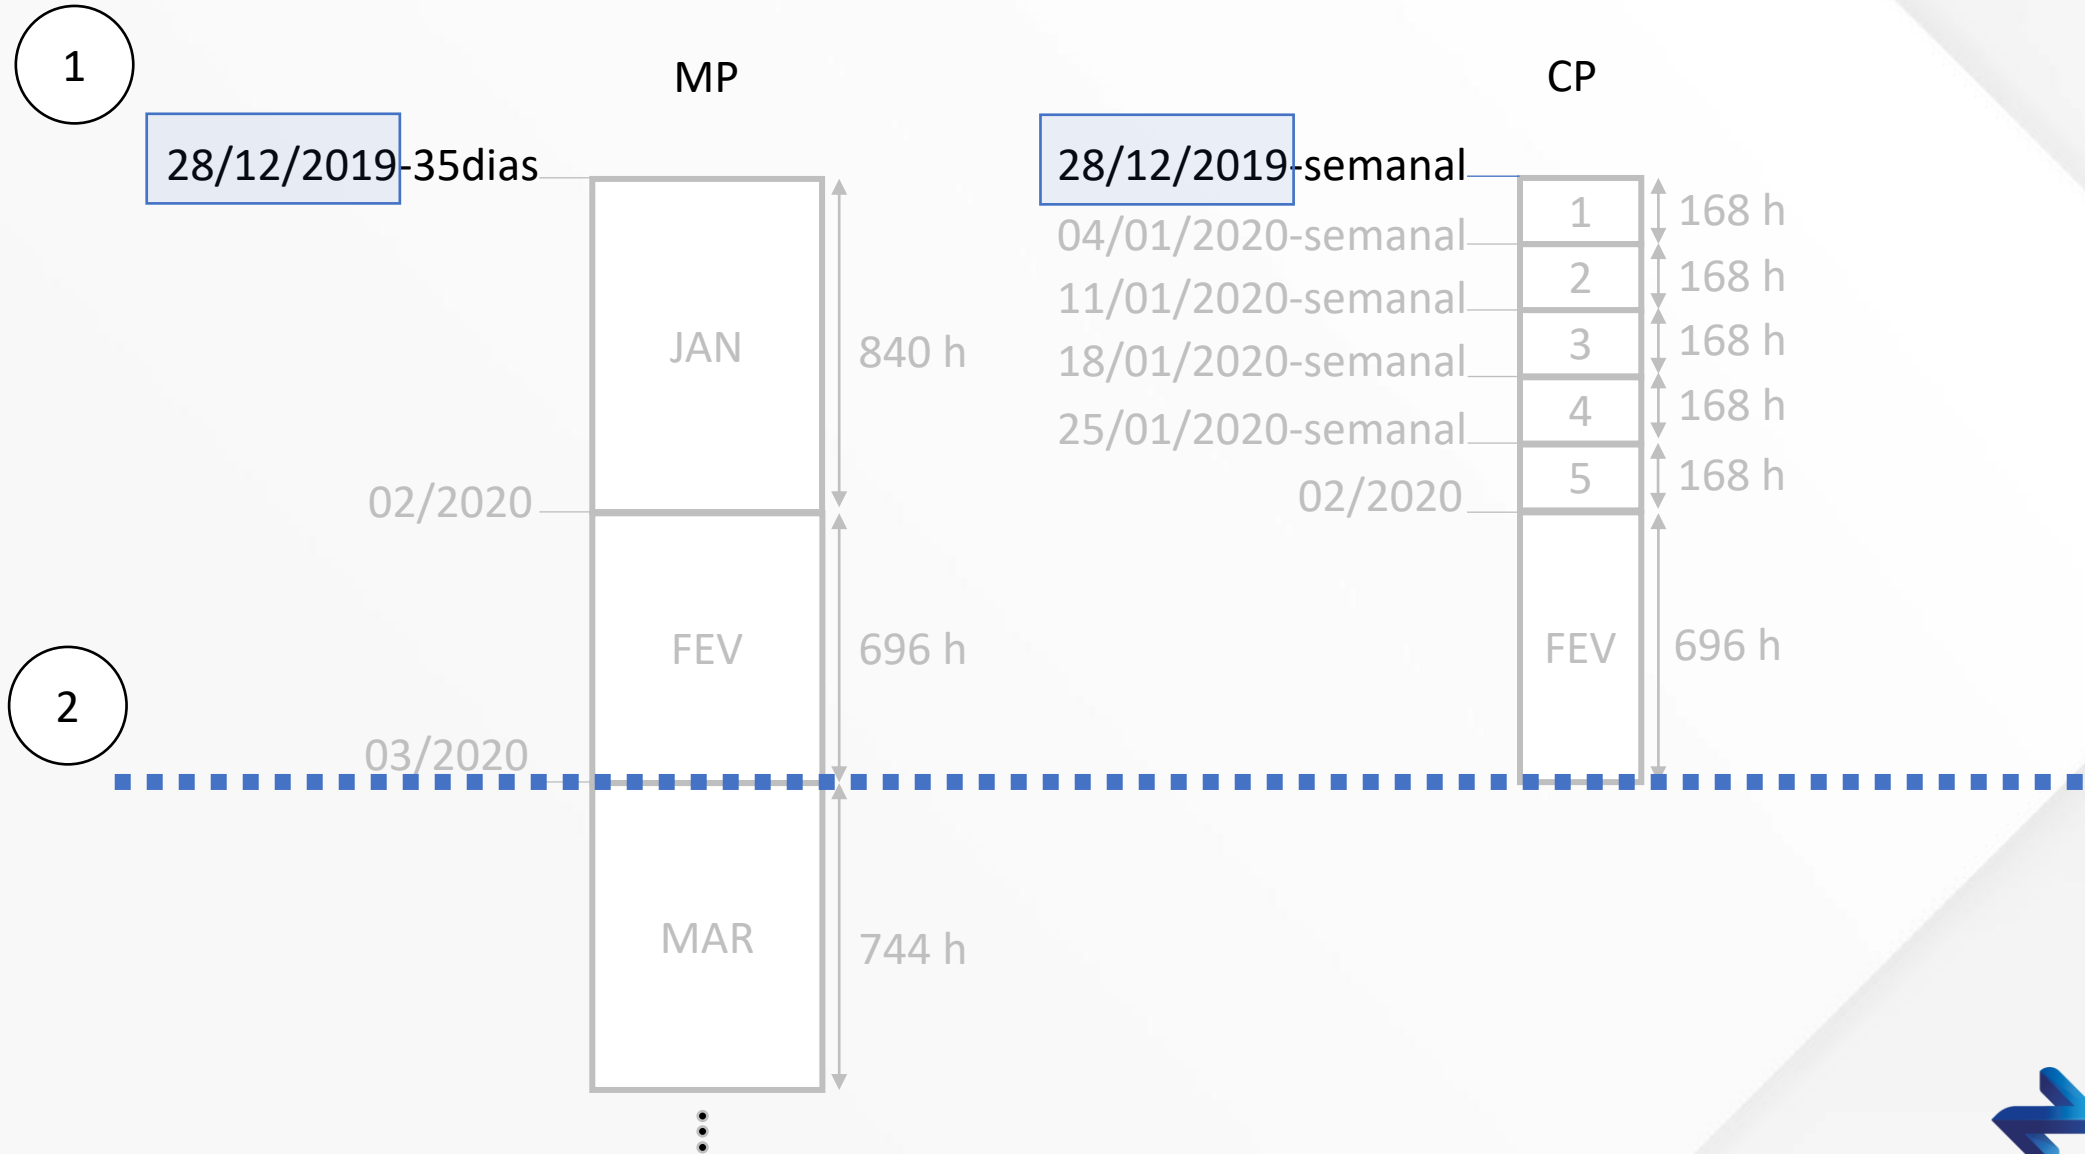 1
MP
CP
28/12/2019-35dias
28/12/2019-semanal
1
168 h
04/01/2020-semanal
2
168 h
11/01/2020-semanal
3
168 h
JAN
840 h
18/01/2020-semanal
4
168 h
25/01/2020-semanal
5
168 h
02/2020
02/2020
FEV
696 h
FEV
696 h
2
03/2020
MAR
744 h